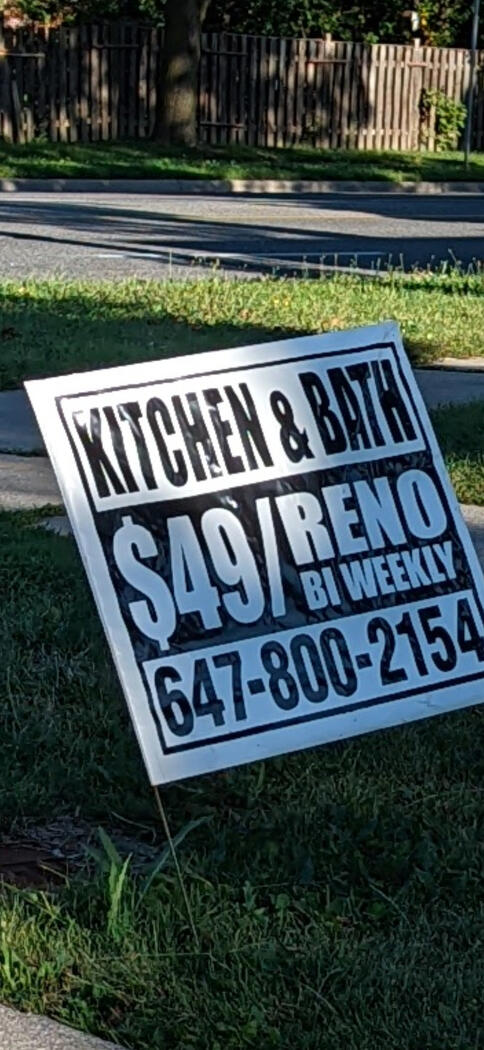 KITCHEN & BATH
$49/RENO
BI WEEKLY
647-800-2154